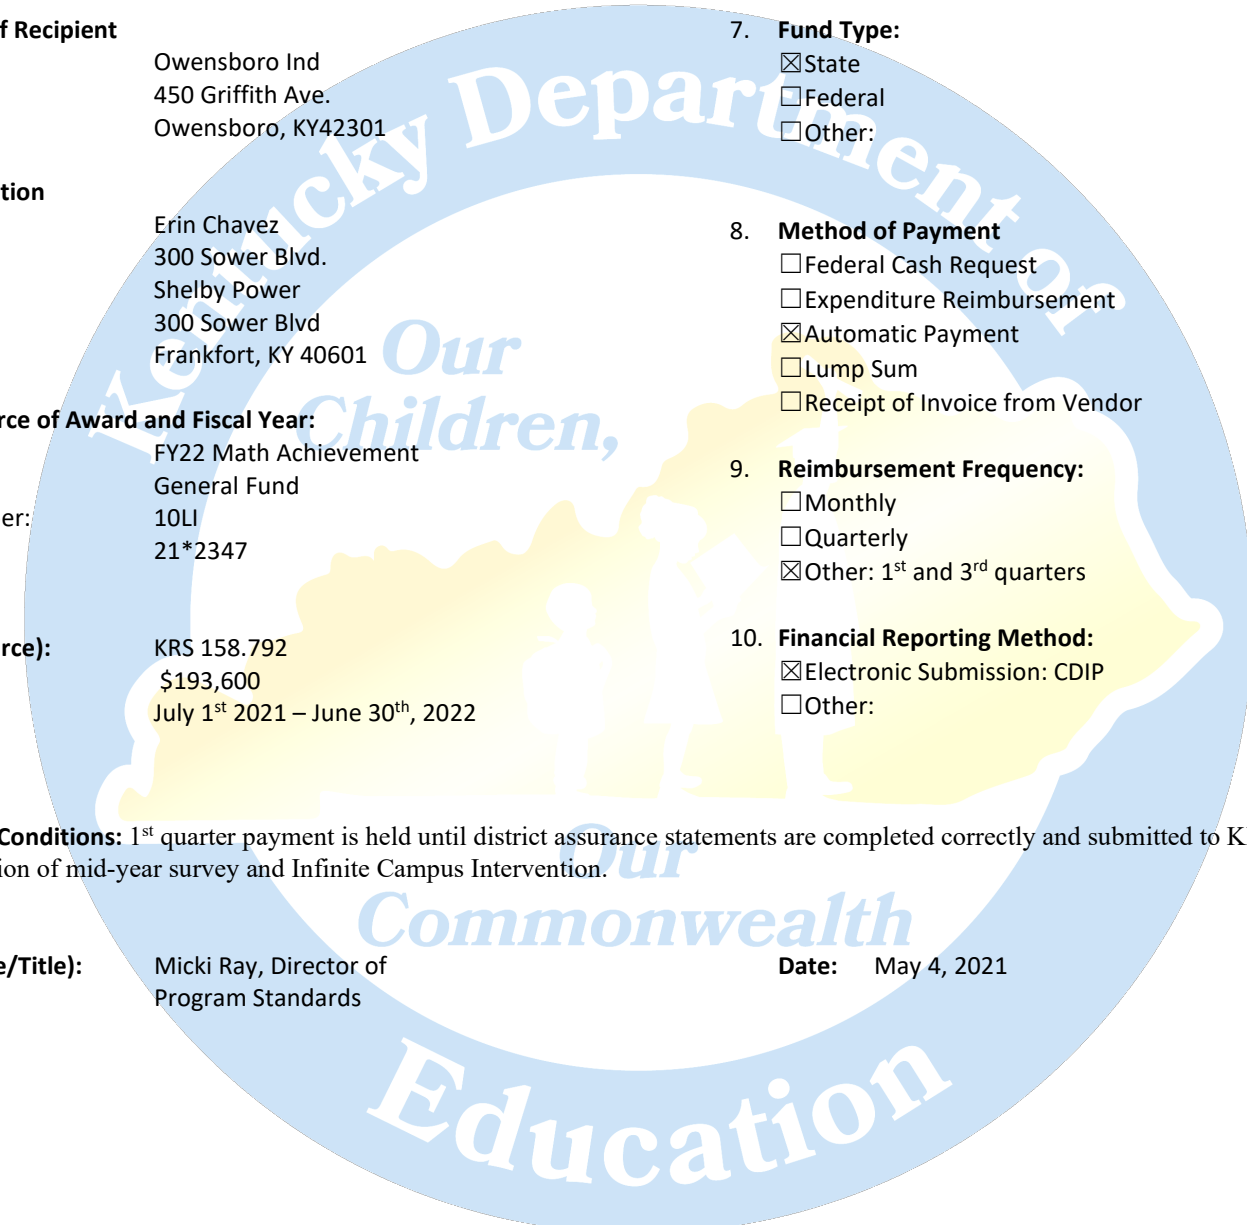 f Recipient
Owensboro Ind
450 Griffith Ave.
Owensboro, KY42301
tion
Erin Chavez
300 Sower Blvd.
Shelby Power
300 Sower Blvd
Frankfort, KY 40601
rce of Award and Fiscal Year:
FY22 Math Achievement
General Fund
er: 10LI
21*2347
rce): KRS 158.792
$193,600
July 1st 2021 – June 30th, 2022
7. Fund Type:
☒State
☐Federal
☐Other:
8. Method of Payment
☐Federal Cash Request
☐Expenditure Reimbursement
☒Automatic Payment
☐Lump Sum
☐Receipt of Invoice from Vendor
9. Reimbursement Frequency:
☐Monthly
☐Quarterly
☒Other: 1st and 3rd quarters
10. Financial Reporting Method:
☒Electronic Submission: CDIP
☐Other:
Conditions: 1st quarter payment is held until district assurance statements are completed correctly and submitted to K
ion of mid-year survey and Infinite Campus Intervention.
e/Title): Micki Ray, Director of
Program Standards
Date: May 4, 2021
Kentucky Department of
Education
Our
Children,
Our
Commonwealth